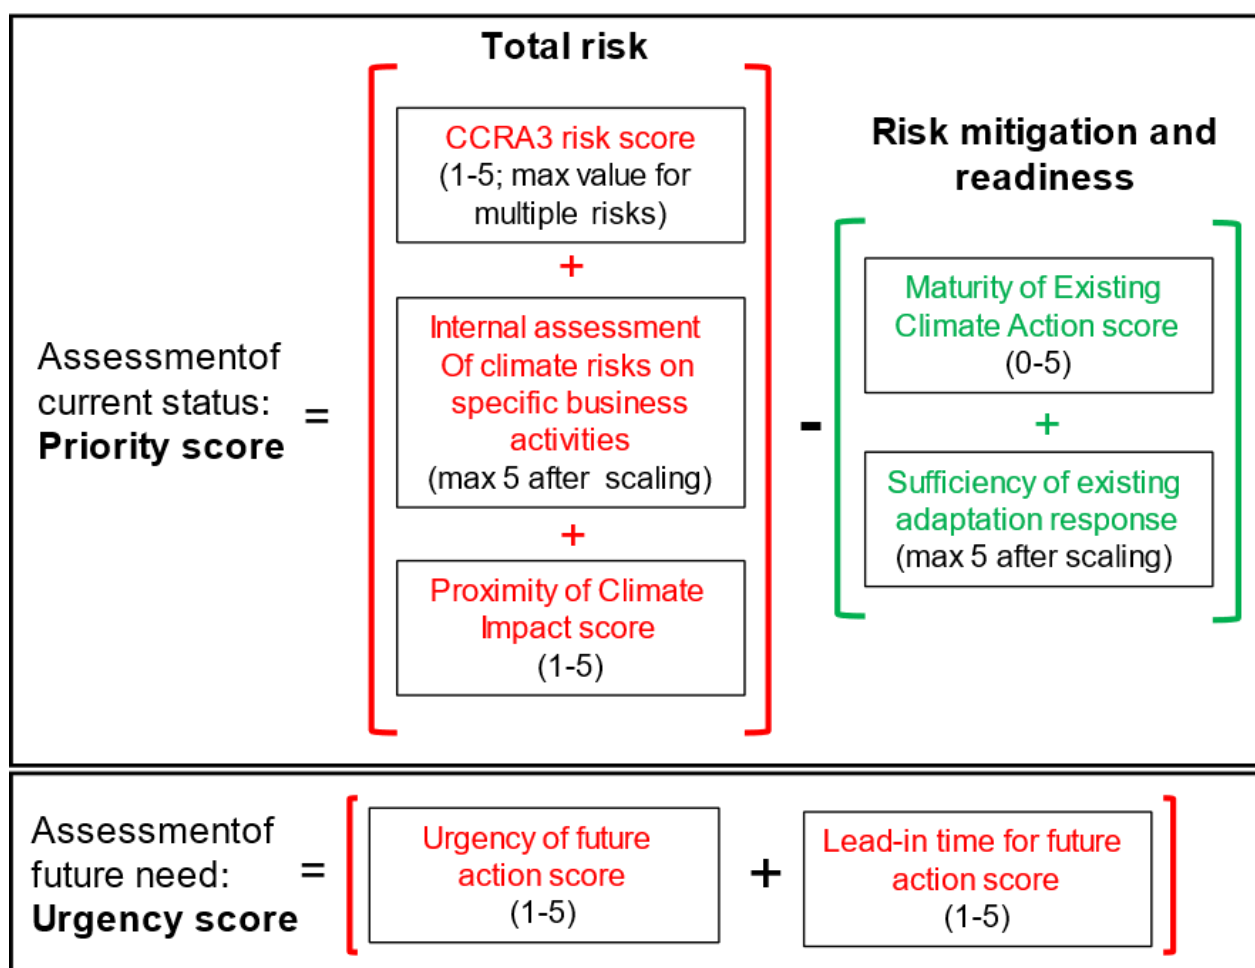 Total risk
CCRA3 risk score
(1-5; max value for
multiple risks)
+
Internal assessment
Of climate risks on
specific business
activities
(max 5 after scaling)
+
Proximity of Climate
Impact score
(1-5)
Assessmentof
current status:
Priority score
=
-
Risk mitigation and
readiness
Maturity of Existing
Climate Action score
(0-5)
+
Sufficiency of existing
adaptation response
(max 5 after scaling)
Assessmentof
future need:
Urgency score
=
Urgency of future
action score
(1-5)
+
Lead-in time for future
action score
(1-5)